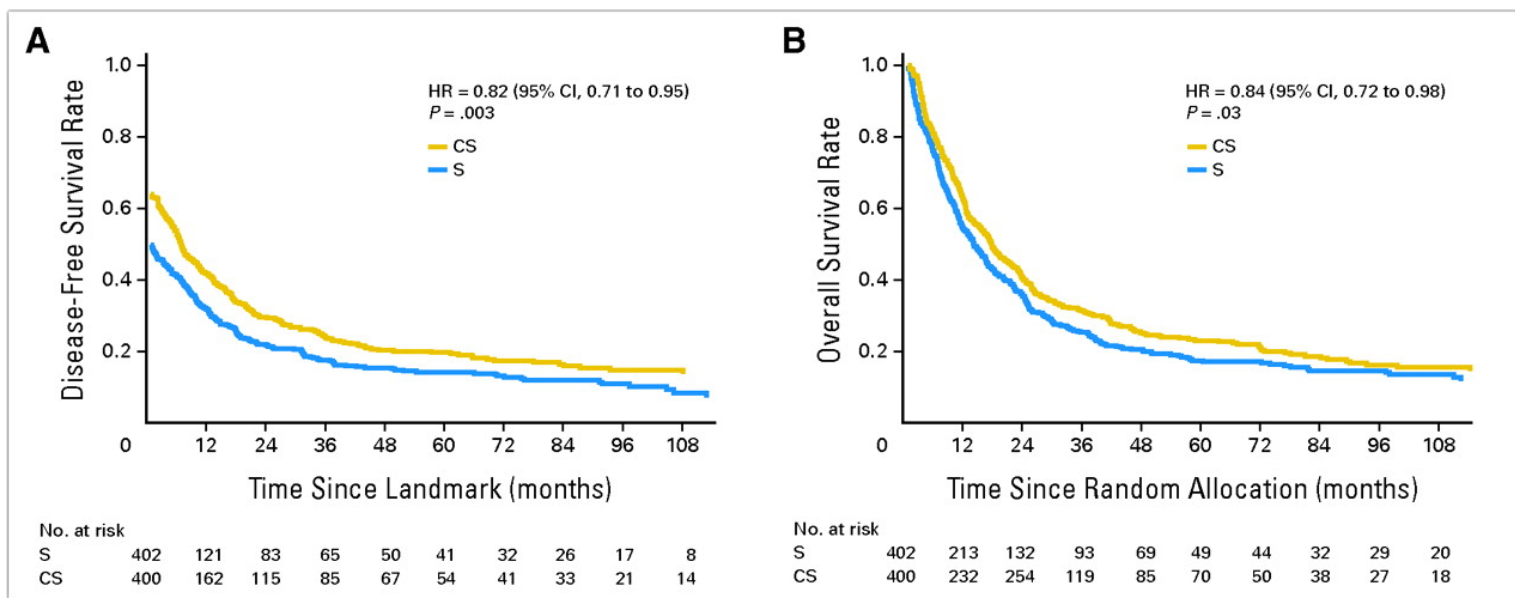 A
Disease-Free Survival Rate
1.0
0.8
0.6
0.4
0.2
HR = 0.82 (95% CI, 0.71 to 0.95)
P = .003
CS
S
0 12 24 36 48 60 72 84 96 108
Time Since Landmark (months)
No. at risk
S 402 121 83 65 50 41 32 26 17 8
CS 400 162 115 85 67 54 41 33 21 14
B
Overall Survival Rate
1.0
0.8
0.6
0.4
0.2
HR = 0.84 (95% CI, 0.72 to 0.98)
P = .03
CS
S
0 12 24 36 48 60 72 84 96 108
Time Since Random Allocation (months)
No. at risk
S 402 213 132 93 69 49 44 32 29 20
CS 400 232 254 119 85 70 50 38 27 18